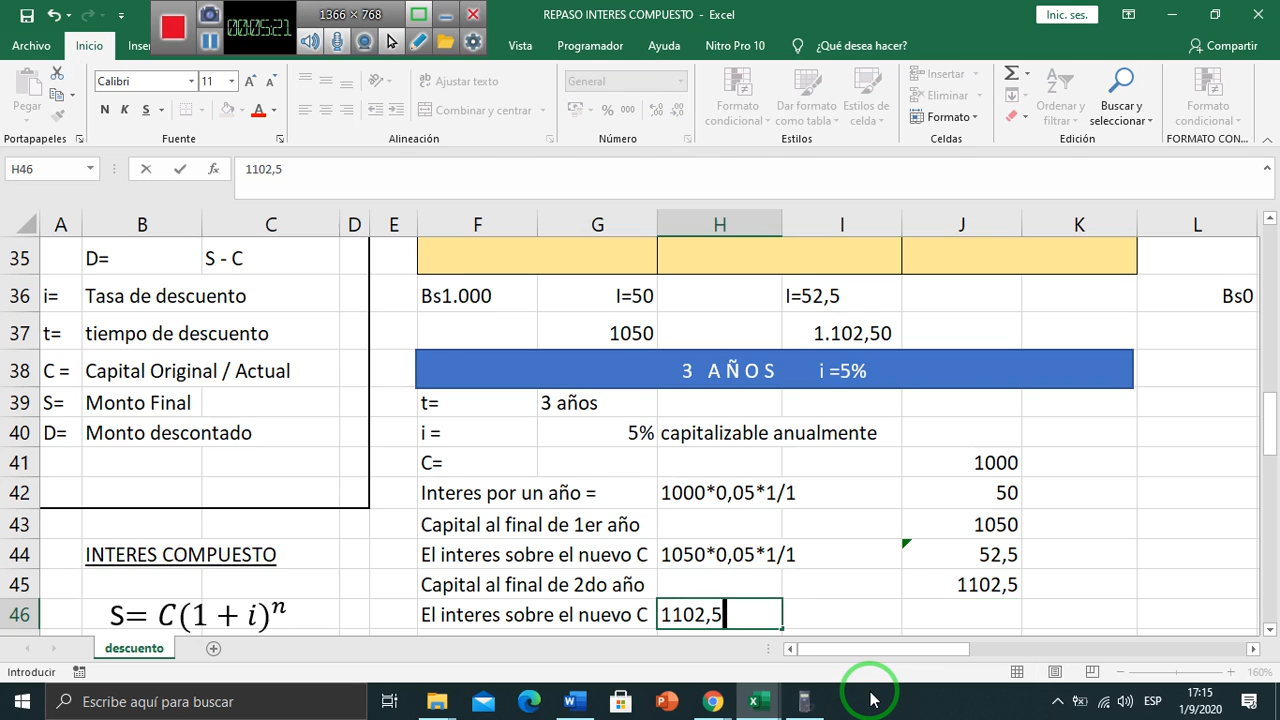 1366 × 768
REPASO INTERES COMPUESTO - Excel
Inic. ses.
00:05:21
Archivo Inicio Inser Vista Programador Ayuda Nitro Pro 10 ¿Qué desea hacer? Compartir
Pegar
Calibri 11
N K S
Ajustar texto
Combinar y centrar
General
% 000
Formato condicional
Dar formato como tabla
Estilos de celda
Insertar
Eliminar
Formato
Ordenar y filtrar
Buscar y seleccionar
Formato condicional
Portapapeles Fuente Alineación Número Estilos Celdas Edición FORMATO CON...
H46 fx 1102,5
A B C D E F G H I J K L
35 D= S - C
36 i= Tasa de descuento Bs1.000 I=50 I=52,5 Bs0
37 t= tiempo de descuento 1050 1.102,50
38 C = Capital Original / Actual 3 AÑOS i =5%
39 S= Monto Final t= 3 años
40 D= Monto descontado i = 5% capitalizable anualmente
41 C= 1000
42 Interes por un año = 1000*0,05*1/1 50
43 Capital al final de 1er año 1050
44 INTERES COMPUESTO El interes sobre el nuevo C 1050*0,05*1/1 52,5
45 Capital al final de 2do año 1102,5
46 S= C(1 + i)^n El interes sobre el nuevo C 1102,5
descuento
Introducir 160%
Escribe aquí para buscar
ESP
17:15
1/9/2020